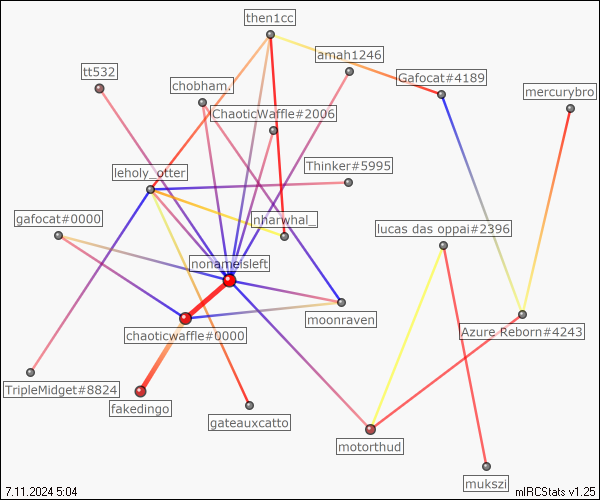 then1cc
amah1246
tt532
Gafocat#4189
chobham.
mercurybro
ChaoticWaffle#2006
Thinker#5995
leholy_otter
gafocat#0000
nharwhal_
lucas das oppai#2396
nonameisleft
moonraven
chaoticwaffle#0000
Azure Reborn#4243
TripleMidget#8824
fakedingo
gateauxcatto
motorthud
mukszi
7.11.2024 5:04
mIRCStats v1.25